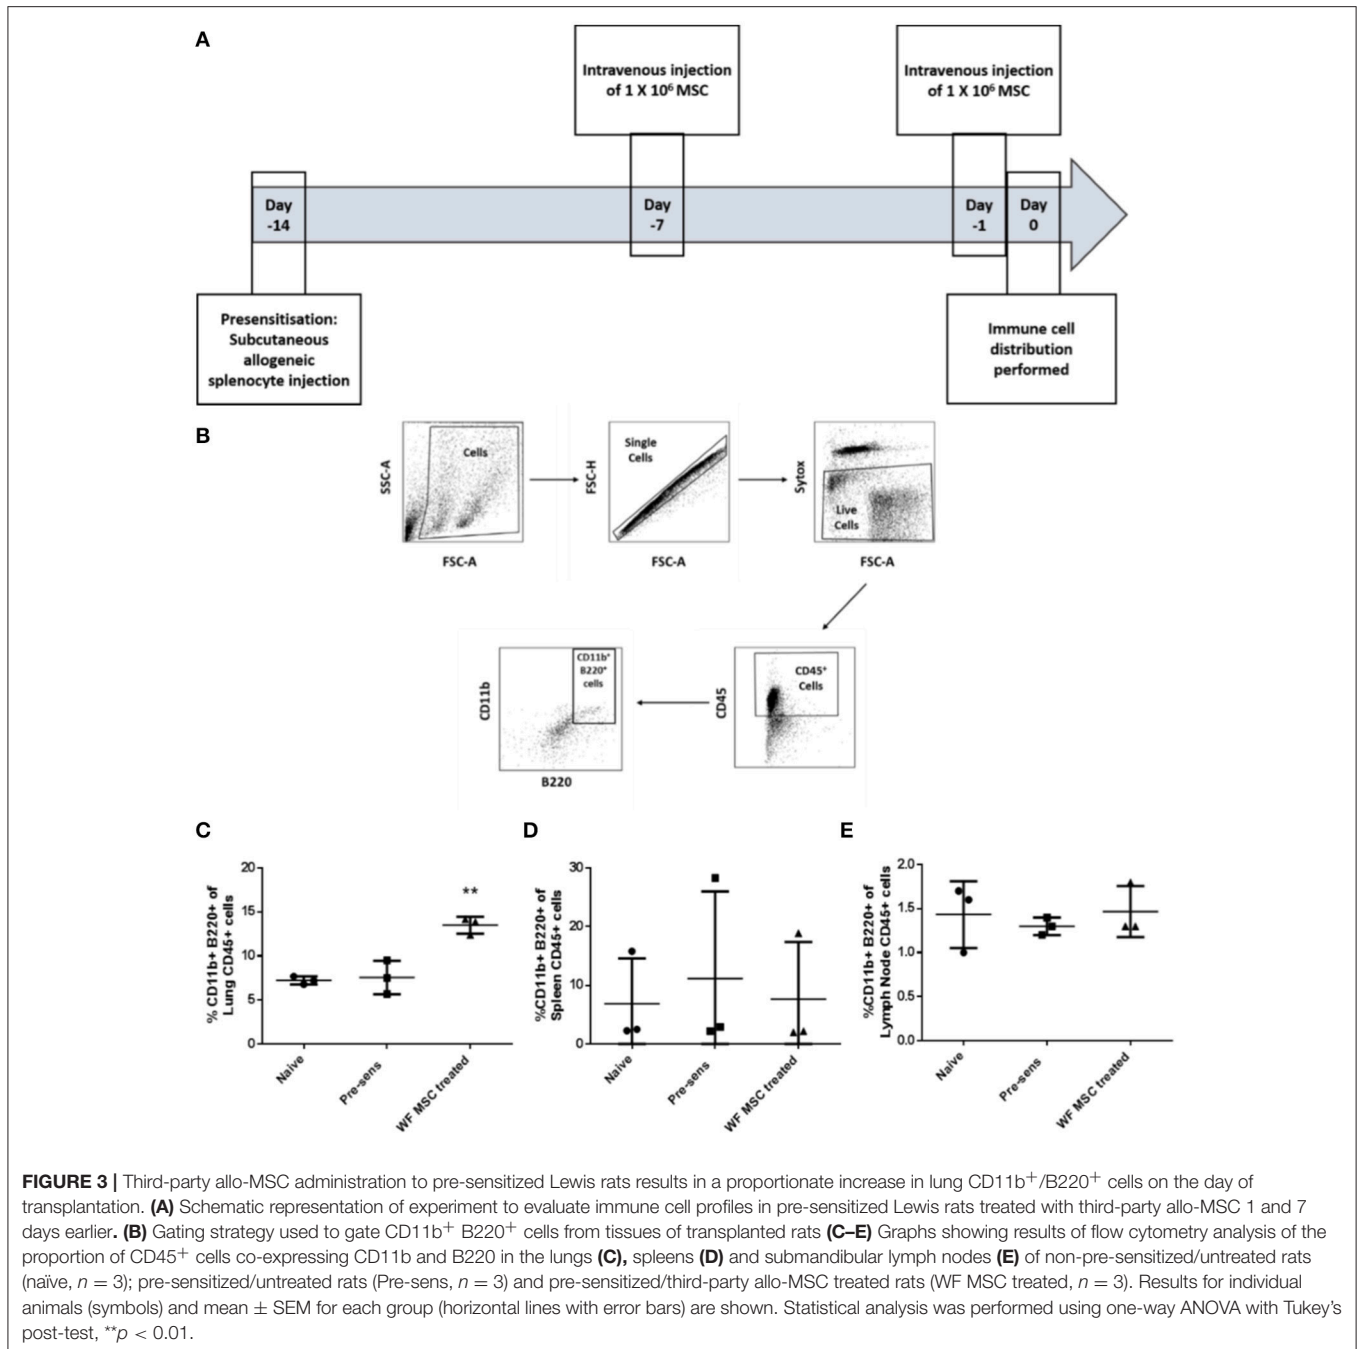 A
Intravenous injection
of 1 X 10⁶ MSC
Intravenous injection
of 1 X 10⁶ MSC
Day
-14
Day
-7
Day
-1
Day
0
Presensitisation:
Subcutaneous
allogeneic
splenocyte injection
Immune cell
distribution
performed
B
SSC-A
Cells
FSC-A
FSC-H
Single
Cells
FSC-A
Sytox
Live
Cells
FSC-A
CD11b
CD11b⁺
B220⁺
cells
B220
CD45
CD45⁺
Cells
C
% CD11b+ B220+ of
Lung CD45+ cells
20
15
10
5
0
**
Naive
Pre-sens
WF MSC treated
D
%CD11b+ B220+ of
Spleen CD45+ cells
30
20
10
0
Naive
Pre-sens
WF MSC treated
E
%CD11b+ B220+ of
Lymph Node CD45+ cells
2.0
1.5
1.0
0.5
0.0
Naive
Pre-sens
WF MSC treated
FIGURE 3 | Third-party allo-MSC administration to pre-sensitized Lewis rats results in a proportionate increase in lung CD11b⁺/B220⁺ cells on the day of
transplantation. (A) Schematic representation of experiment to evaluate immune cell profiles in pre-sensitized Lewis rats treated with third-party allo-MSC 1 and 7
days earlier. (B) Gating strategy used to gate CD11b⁺ B220⁺ cells from tissues of transplanted rats (C–E) Graphs showing results of flow cytometry analysis of the
proportion of CD45⁺ cells co-expressing CD11b and B220 in the lungs (C), spleens (D) and submandibular lymph nodes (E) of non-pre-sensitized/untreated rats
(naïve, n = 3); pre-sensitized/untreated rats (Pre-sens, n = 3) and pre-sensitized/third-party allo-MSC treated rats (WF MSC treated, n = 3). Results for individual
animals (symbols) and mean ± SEM for each group (horizontal lines with error bars) are shown. Statistical analysis was performed using one-way ANOVA with Tukey's
post-test, **p < 0.01.